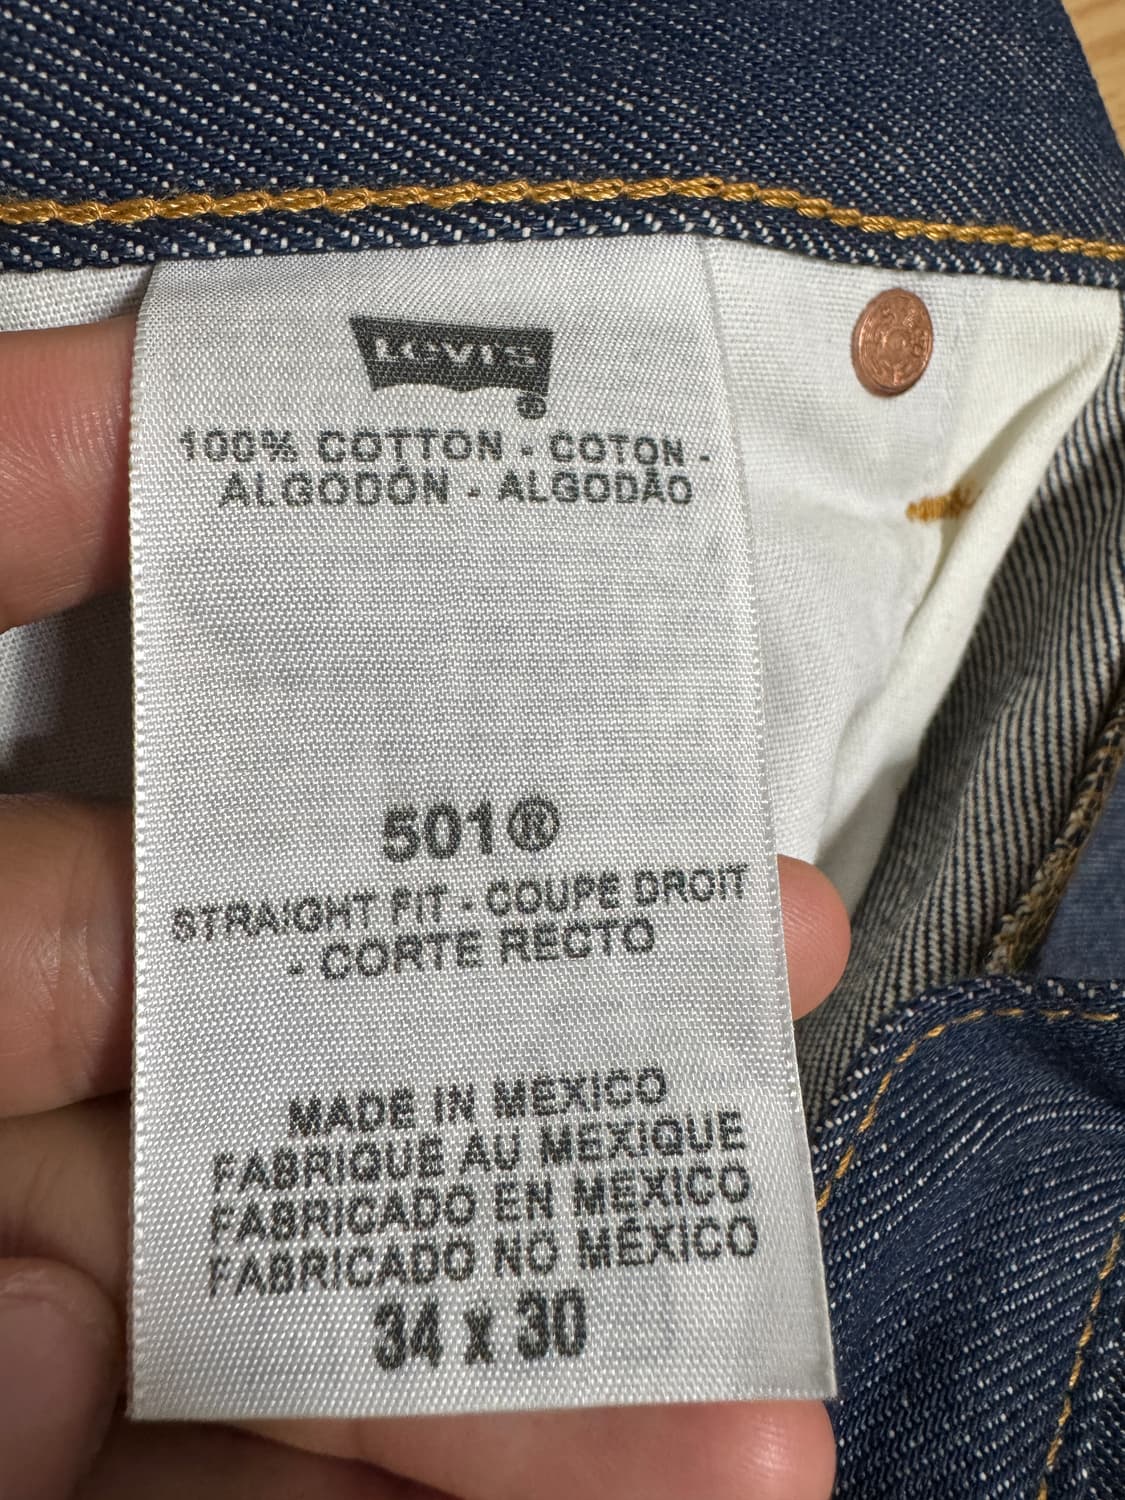 LEVI'S
®
100% COTTON - COTON -
ALGODÓN - ALGODÃO
501®
STRAIGHT FIT - COUPE DROIT
- CORTE RECTO
MADE IN MEXICO
FABRIQUE AU MEXIQUE
FABRICADO EN MEXICO
FABRICADO NO MÉXICO
34 x 30